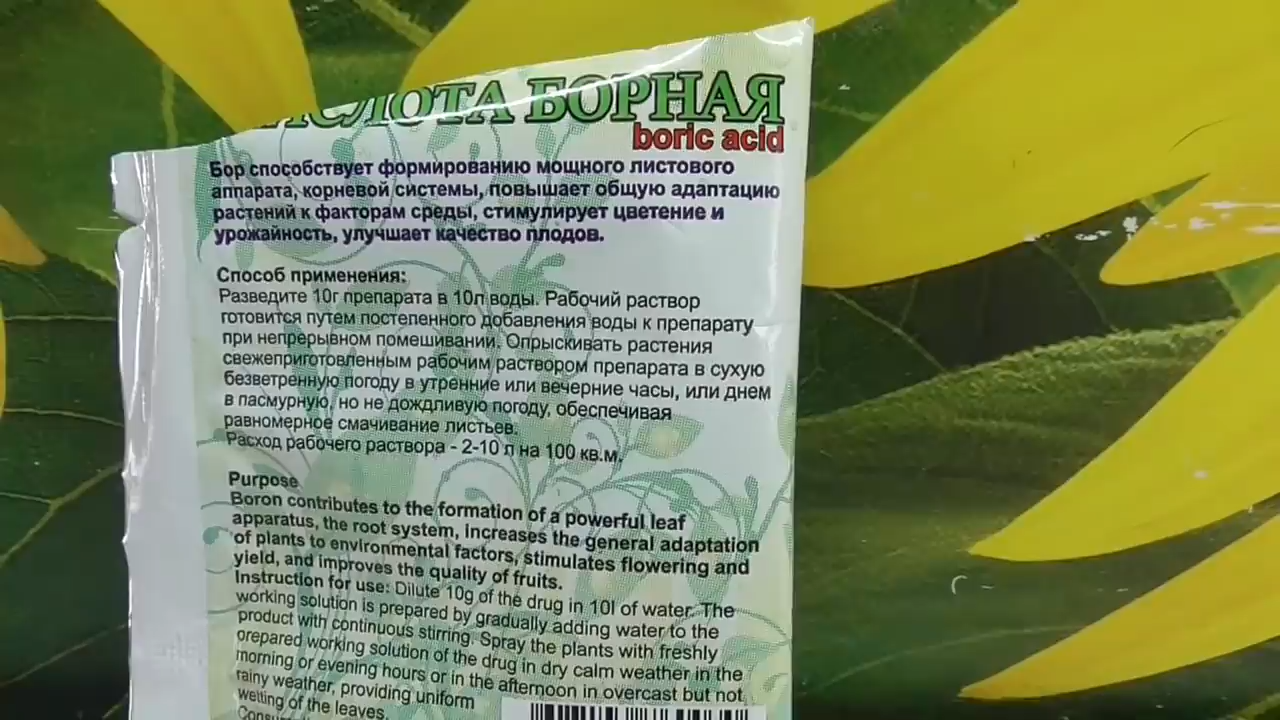 КИСЛОТА БОРНАЯ
boric acid
Бор способствует формированию мощного листового
аппарата, корневой системы, повышает общую адаптацию
растений к факторам среды, стимулирует цветение и
урожайность, улучшает качество плодов.
Способ применения:
Разведите 10г препарата в 10л воды. Рабочий раствор
готовится путем постепенного добавления воды к препарату
при непрерывном помешивании. Опрыскивать растения
свежеприготовленным рабочим раствором препарата в сухую
безветренную погоду в утренние или вечерние часы, или днем
в пасмурную, но не дождливую погоду, обеспечивая
равномерное смачивание листьев.
Расход рабочего раствора - 2-10 л на 100 кв.м.
Purpose
Boron contributes to the formation of a powerful leaf
apparatus, the root system, increases the general adaptation
of plants to environmental factors, stimulates flowering and
yield, and improves the quality of fruits.
Instruction for use: Dilute 10g of the drug in 10l of water. The
working solution is prepared by gradually adding water to the
product with continuous stirring. Spray the plants with freshly
prepared working solution of the drug in dry calm weather in the
morning or evening hours or in the afternoon in overcast but not
rainy weather, providing uniform
wetting of the leaves.